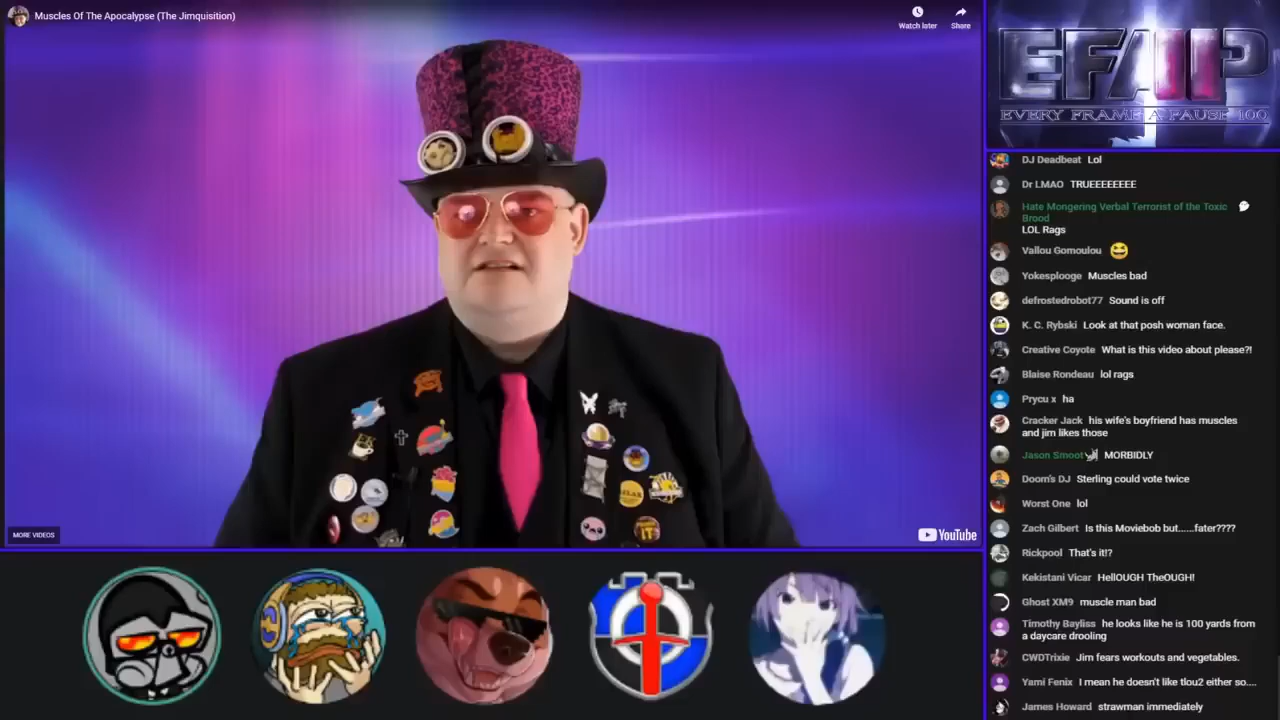 Muscles Of The Apocalypse (The Jimquisition)
Watch later
Share
MORE VIDEOS
YouTube
EFAP
EVERY FRAME A PAUSE 100
DJ Deadbeat Lol
Dr LMAO TRUEEEEEEEE
Hate Mongering Verbal Terrorist of the Toxic
Brood
LOL Rags
Vallou Gomoulou
Yokesplooge Muscles bad
defrostedrobot77 Sound is off
K. C. Rybski Look at that posh woman face.
Creative Coyote What is this video about please?!
Blaise Rondeau lol rags
Prycu x ha
Cracker Jack his wife's boyfriend has muscles
and jim likes those
Jason Smoot MORBIDLY
Doom's DJ Sterling could vote twice
Worst One lol
Zach Gilbert Is this Moviebob but......fater????
Rickpool That's it!?
Kekistani Vicar HellOUGH TheOUGH!
Ghost XM9 muscle man bad
Timothy Bayliss he looks like he is 100 yards from
a daycare drooling
CWDTrixie Jim fears workouts and vegetables.
Yami Fenix I mean he doesn't like tlou2 either so....
James Howard strawman immediately